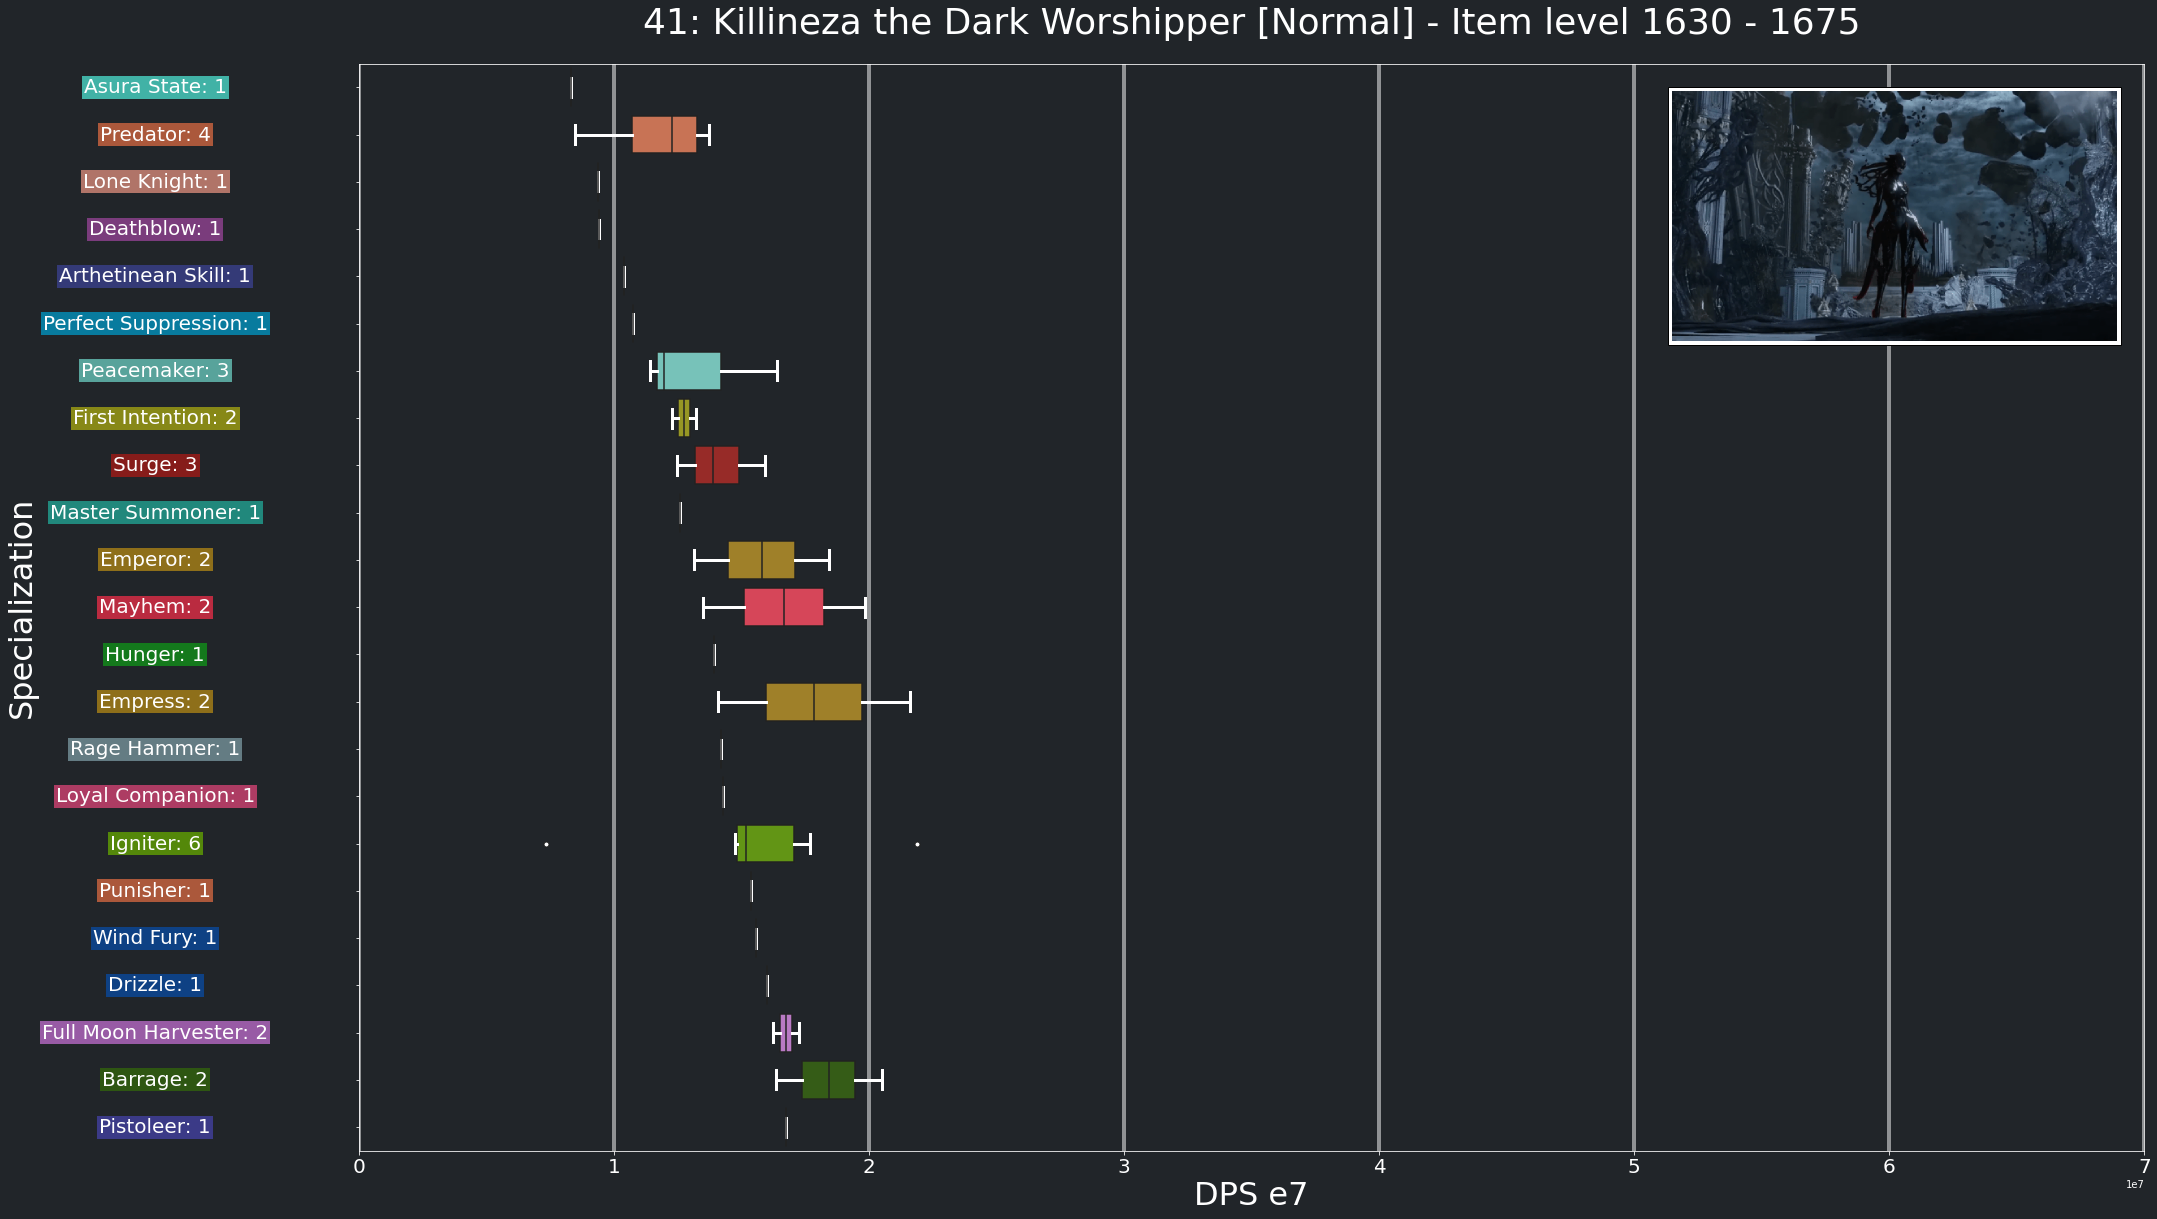 41: Killineza the Dark Worshipper [Normal] - Item level 1630 - 1675
Specialization
Asura State: 1
Predator: 4
Lone Knight: 1
Deathblow: 1
Arthetinean Skill: 1
Perfect Suppression: 1
Peacemaker: 3
First Intention: 2
Surge: 3
Master Summoner: 1
Emperor: 2
Mayhem: 2
Hunger: 1
Empress: 2
Rage Hammer: 1
Loyal Companion: 1
Igniter: 6
Punisher: 1
Wind Fury: 1
Drizzle: 1
Full Moon Harvester: 2
Barrage: 2
Pistoleer: 1
0 1 2 3 4 5 6 7
1e7
DPS e7